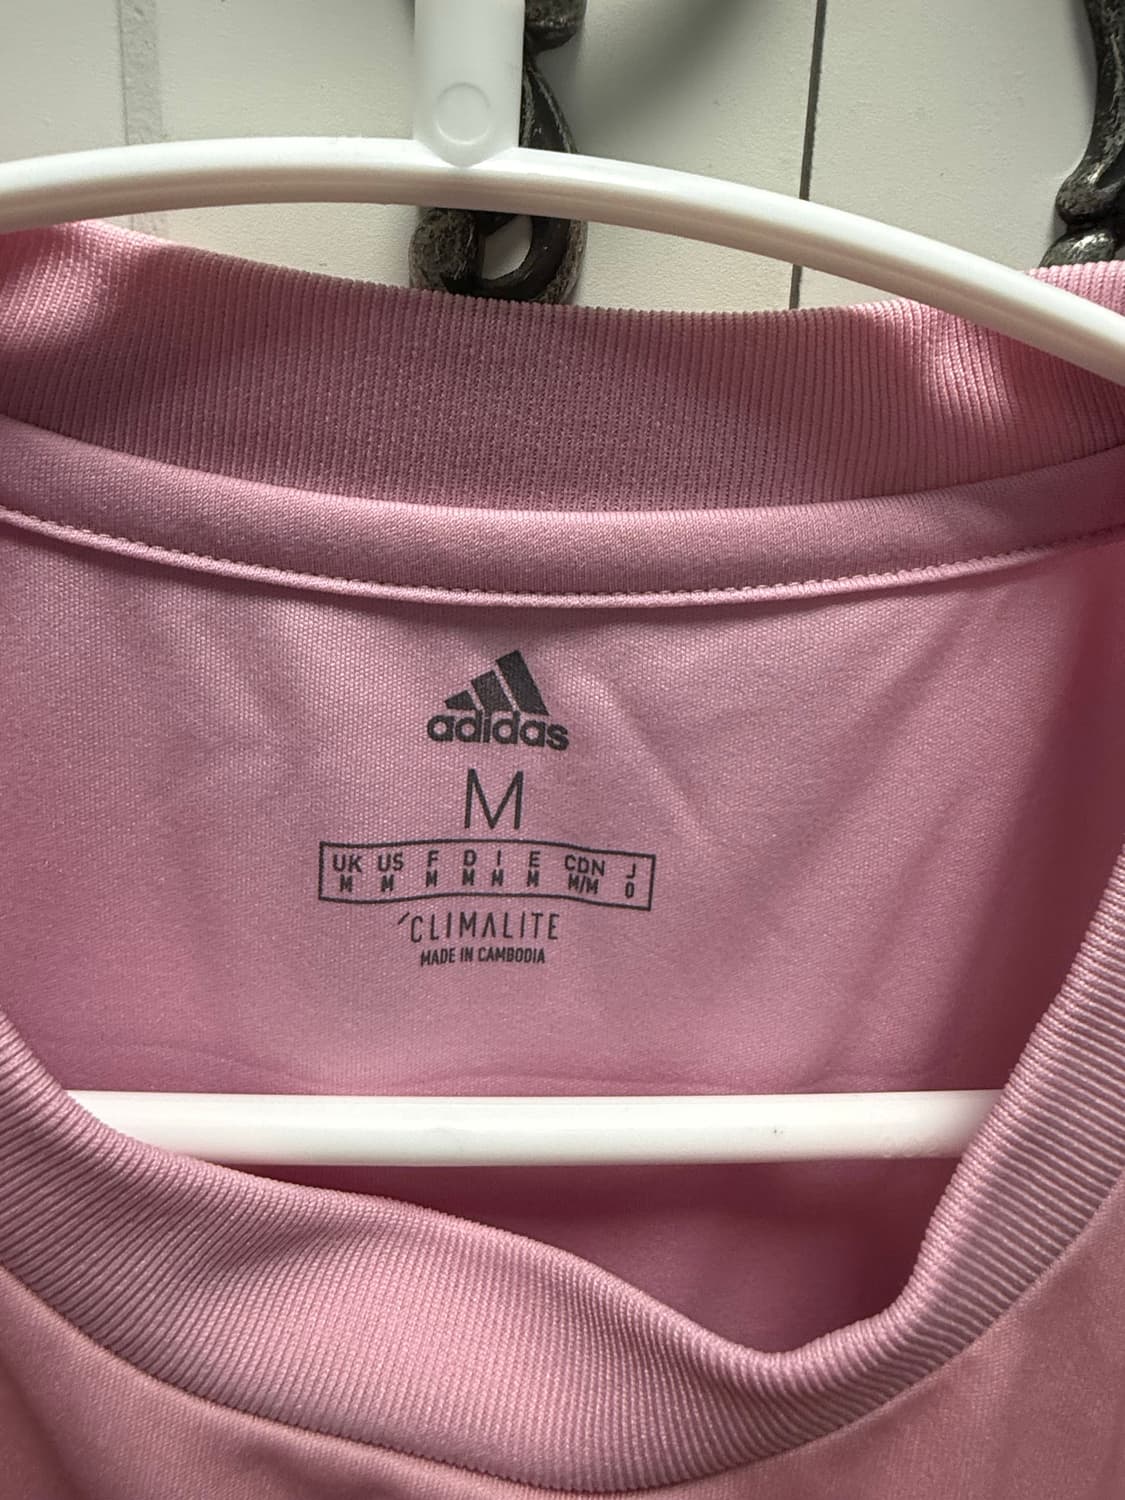 adidas
M
UK US F D I E CDN J
M M M M M M M/M O
CLIMALITE
MADE IN CAMBODIA